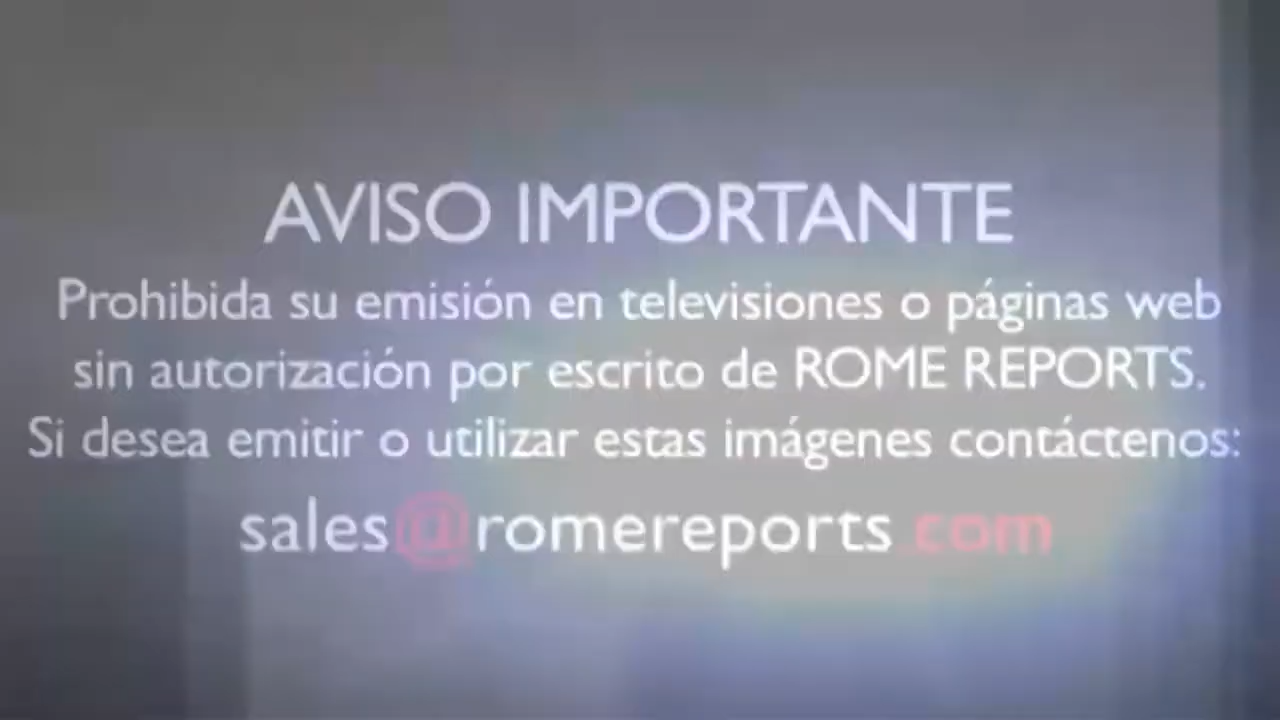 AVISO IMPORTANTE
Prohibida su emisión en televisiones o páginas web
sin autorización por escrito de ROME REPORTS.
Si desea emitir o utilizar estas imágenes contáctenos:
sales@romereports.com